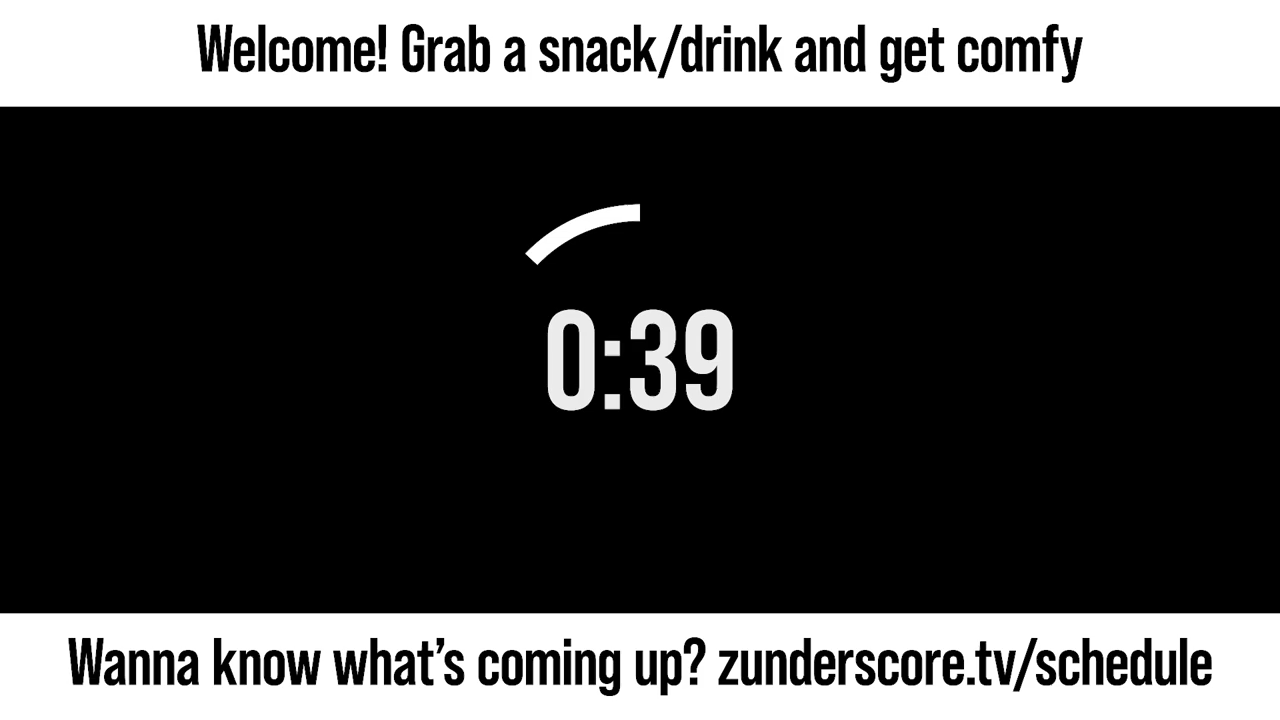 Welcome! Grab a snack/drink and get comfy
0:39
Wanna know what’s coming up? zunderscore.tv/schedule